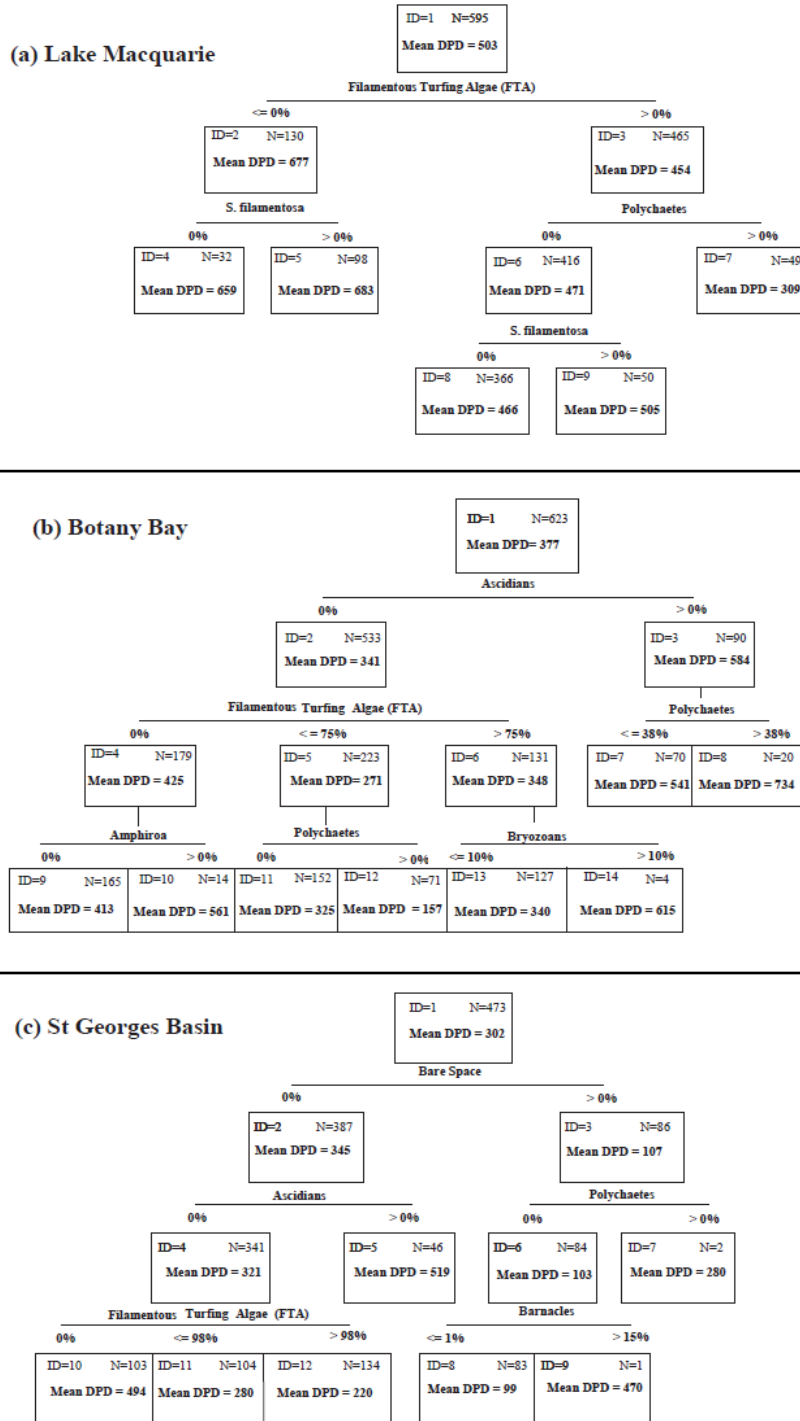 (a) Lake Macquarie
ID=1 N=595
Mean DPD = 503
Filamentous Turfing Algae (FTA)
<= 0% > 0%
ID=2 N=130 ID=3 N=465
Mean DPD = 677 Mean DPD = 454
S. filamentosa Polychaetes
0% > 0% 0% > 0%
ID=4 N=32 ID=5 N=98 ID=6 N=416 ID=7 N=49
Mean DPD = 659 Mean DPD = 683 Mean DPD = 471 Mean DPD = 309
S. filamentosa
0% > 0%
ID=8 N=366 ID=9 N=50
Mean DPD = 466 Mean DPD = 505
(b) Botany Bay
ID=1 N=623
Mean DPD= 377
Ascidians
0% > 0%
ID=2 N=533 ID=3 N=90
Mean DPD = 341 Mean DPD = 584
Filamentous Turfing Algae (FTA) Polychaetes
0% < = 75% > 75% < = 38% > 38%
ID=4 N=179 ID=5 N=223 ID=6 N=131 ID=7 N=70 ID=8 N=20
Mean DPD = 425 Mean DPD= 271 Mean DPD = 348 Mean DPD = 541 Mean DPD = 734
Amphiroa Polychaetes Bryozoans
0% > 0% 0% > 0% <= 10% > 10%
ID=9 N=165 ID=10 N=14 ID=11 N=152 ID=12 N=71 ID=13 N=127 ID=14 N=4
Mean DPD = 413 Mean DPD = 561 Mean DPD = 325 Mean DPD = 157 Mean DPD = 340 Mean DPD = 615
(c) St Georges Basin
ID=1 N=473
Mean DPD = 302
Bare Space
0% > 0%
ID=2 N=387 ID=3 N=86
Mean DPD = 345 Mean DPD = 107
Ascidians Polychaetes
0% > 0% 0% > 0%
ID=4 N=341 ID=5 N=46 ID=6 N=84 ID=7 N=2
Mean DPD = 321 Mean DPD = 519 Mean DPD = 103 Mean DPD = 280
Filamentous Turfing Algae (FTA) Barnacles
0% <= 98% > 98% <= 1% > 15%
ID=10 N=103 ID=11 N=104 ID=12 N=134 ID=8 N=83 ID=9 N=1
Mean DPD = 494 Mean DPD = 280 Mean DPD = 220 Mean DPD = 99 Mean DPD = 470